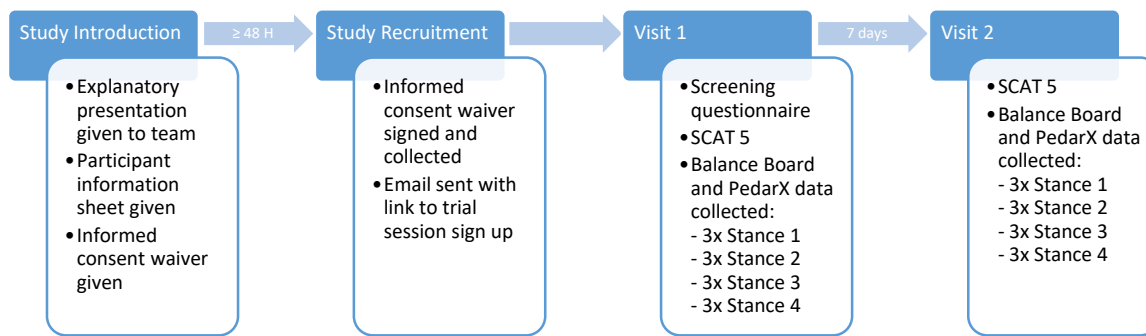 Study Introduction
≥ 48 H
Study Recruitment
Visit 1
7 days
Visit 2
•Explanatory
presentation
given to team
•Participant
information
sheet given
•Informed
consent waiver
given
•Informed
consent waiver
signed and
collected
•Email sent with
link to trial
session sign up
•Screening
questionnaire
•SCAT 5
•Balance Board
and PedarX data
collected:
- 3x Stance 1
- 3x Stance 2
- 3x Stance 3
- 3x Stance 4
•SCAT 5
•Balance Board
and PedarX data
collected:
- 3x Stance 1
- 3x Stance 2
- 3x Stance 3
- 3x Stance 4